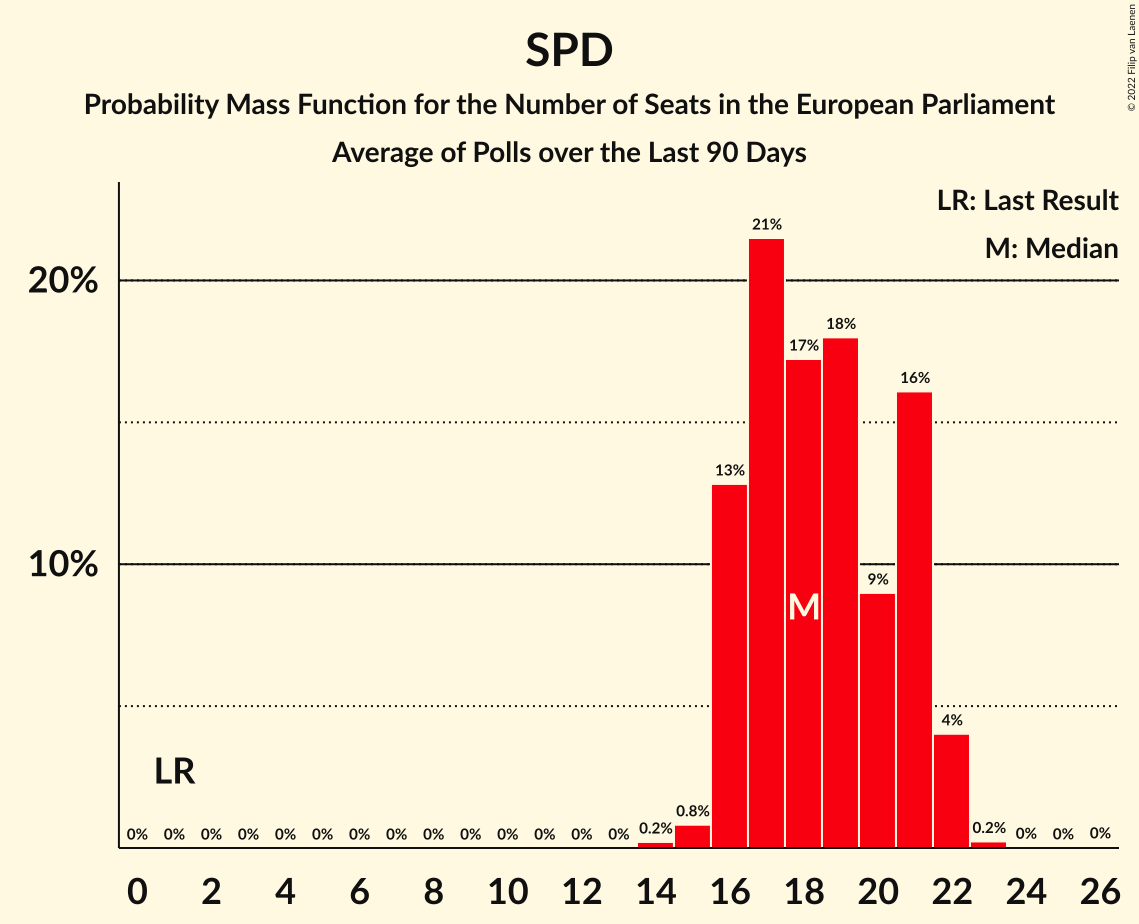 SPD
Probability Mass Function for the Number of Seats in the European Parliament
Average of Polls over the Last 90 Days
© 2022 Filip van Laenen
LR: Last Result
M: Median
20%
10%
21%
18%
17%
16%
13%
9%
4%
M
LR
0% 0% 0% 0% 0% 0% 0% 0% 0% 0% 0% 0% 0% 0% 0.2% 0.8% 0.2% 0% 0% 0%
0 2 4 6 8 10 12 14 16 18 20 22 24 26